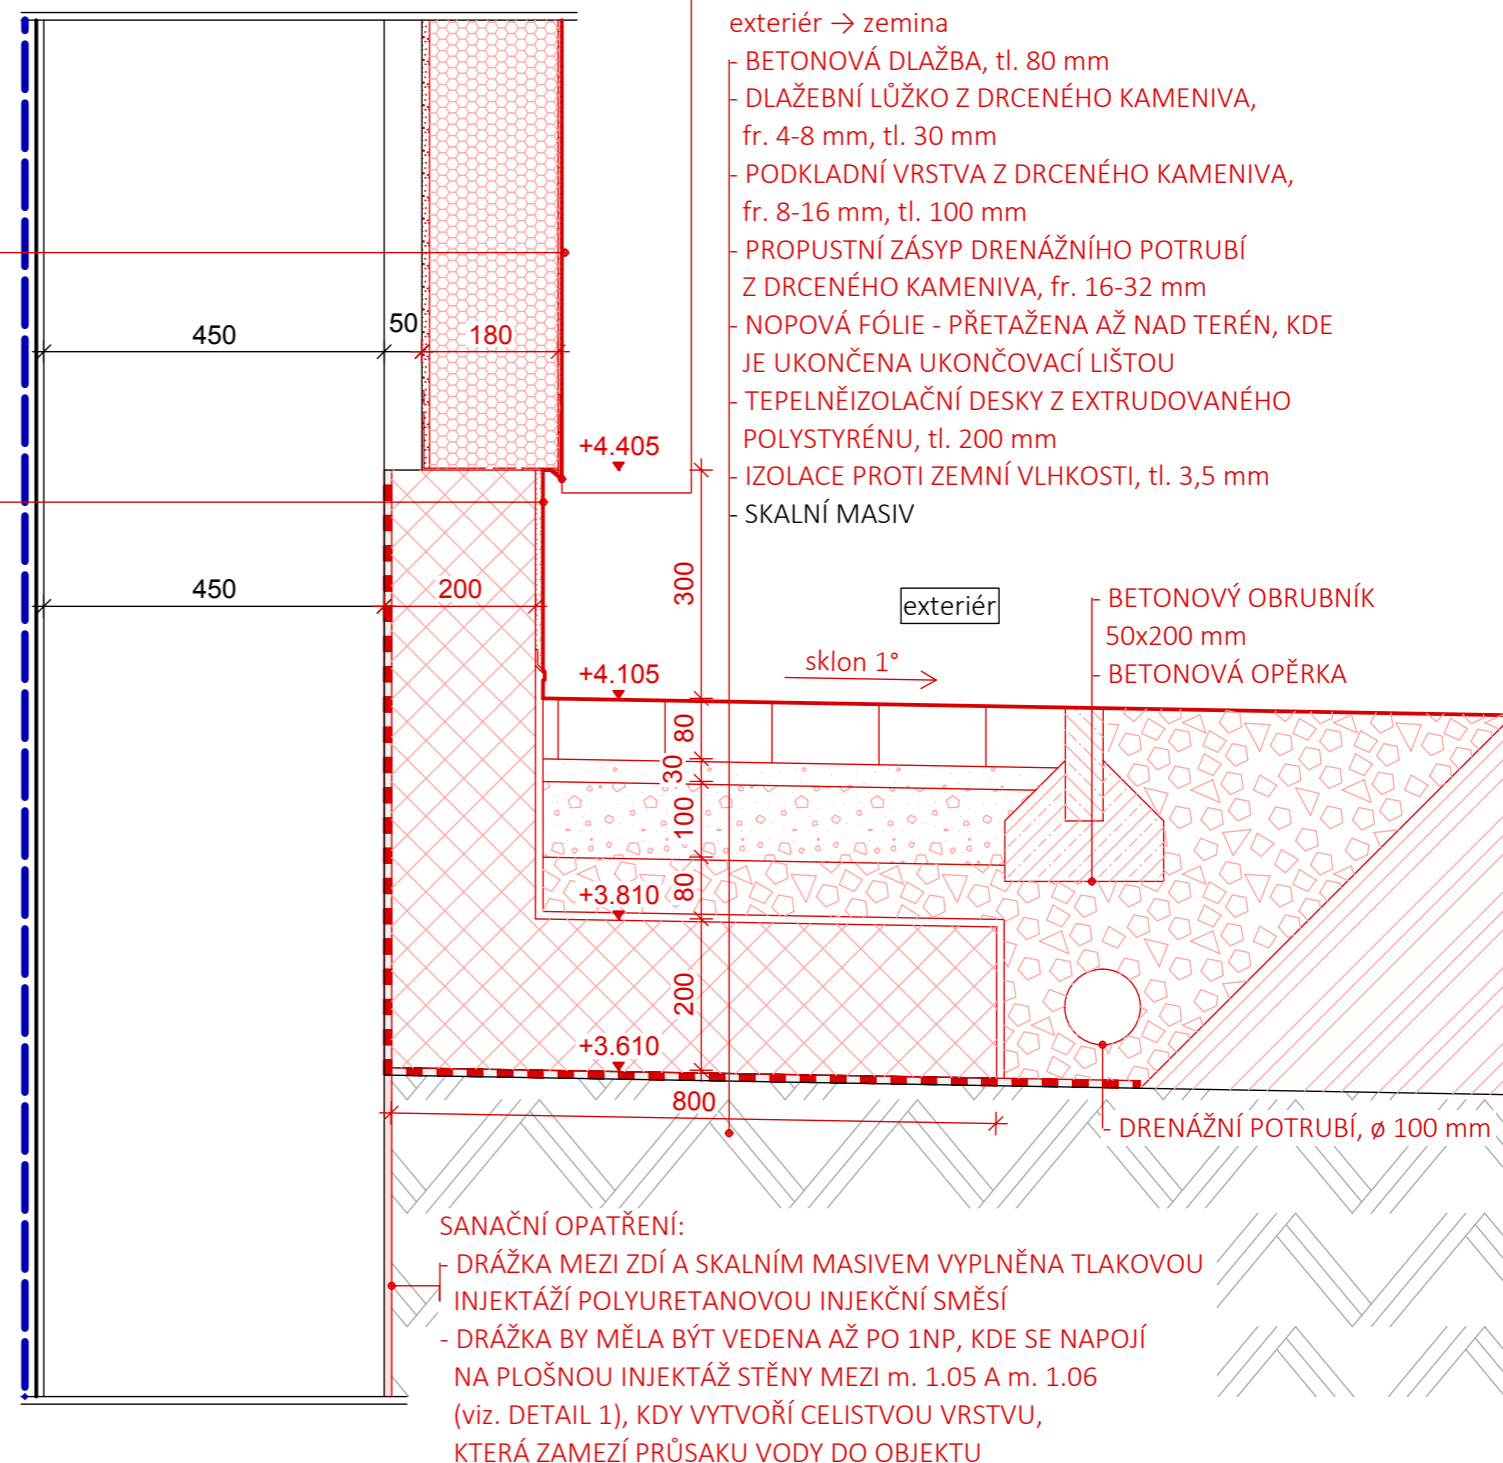 exteriér → zemina
- BETONOVÁ DLAŽBA, tl. 80 mm
- DLAŽEBNÍ LŮŽKO Z DRCENÉHO KAMENIVA,
fr. 4-8 mm, tl. 30 mm
- PODKLADNÍ VRSTVA Z DRCENÉHO KAMENIVA,
fr. 8-16 mm, tl. 100 mm
- PROPUSTNÍ ZÁSYP DRENÁŽNÍHO POTRUBÍ
Z DRCENÉHO KAMENIVA, fr. 16-32 mm
- NOPOVÁ FÓLIE - PŘETAŽENA AŽ NAD TERÉN, KDE
JE UKONČENA UKONČOVACÍ LIŠTOU
- TEPELNĚIZOLAČNÍ DESKY Z EXTRUDOVANÉHO
POLYSTYRÉNU, tl. 200 mm
- IZOLACE PROTI ZEMNÍ VLHKOSTI, tl. 3,5 mm
- SKALNÍ MASIV
450
50
180
+4.405
450
200
300
exteriér
- BETONOVÝ OBRUBNÍK
50x200 mm
- BETONOVÁ OPĚRKA
sklon 1°
+4.105
80
30
100
80
+3.810
200
+3.610
800
- DRENÁŽNÍ POTRUBÍ, ø 100 mm
SANAČNÍ OPATŘENÍ:
- DRÁŽKA MEZI ZDÍ A SKALNÍM MASIVEM VYPLNĚNA TLAKOVOU
INJEKTÁŽÍ POLYURETANOVOU INJEKČNÍ SMĚSÍ
- DRÁŽKA BY MĚLA BÝT VEDENA AŽ PO 1NP, KDE SE NAPOJÍ
NA PLOŠNOU INJEKTÁŽ STĚNY MEZI m. 1.05 A m. 1.06
(viz. DETAIL 1), KDY VYTVOŘÍ CELISTVOU VRSTVU,
KTERÁ ZAMEZÍ PRŮSAKU VODY DO OBJEKTU